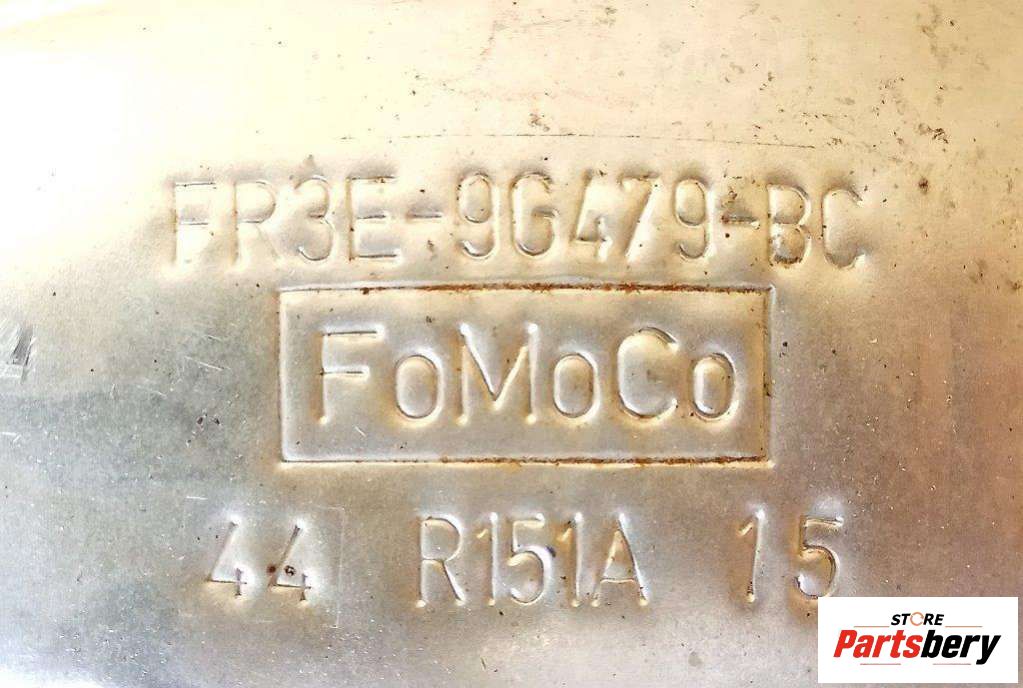 FR3E-9G479-BC
FoMoCo
44 R151A 15
STORE
Partsbery